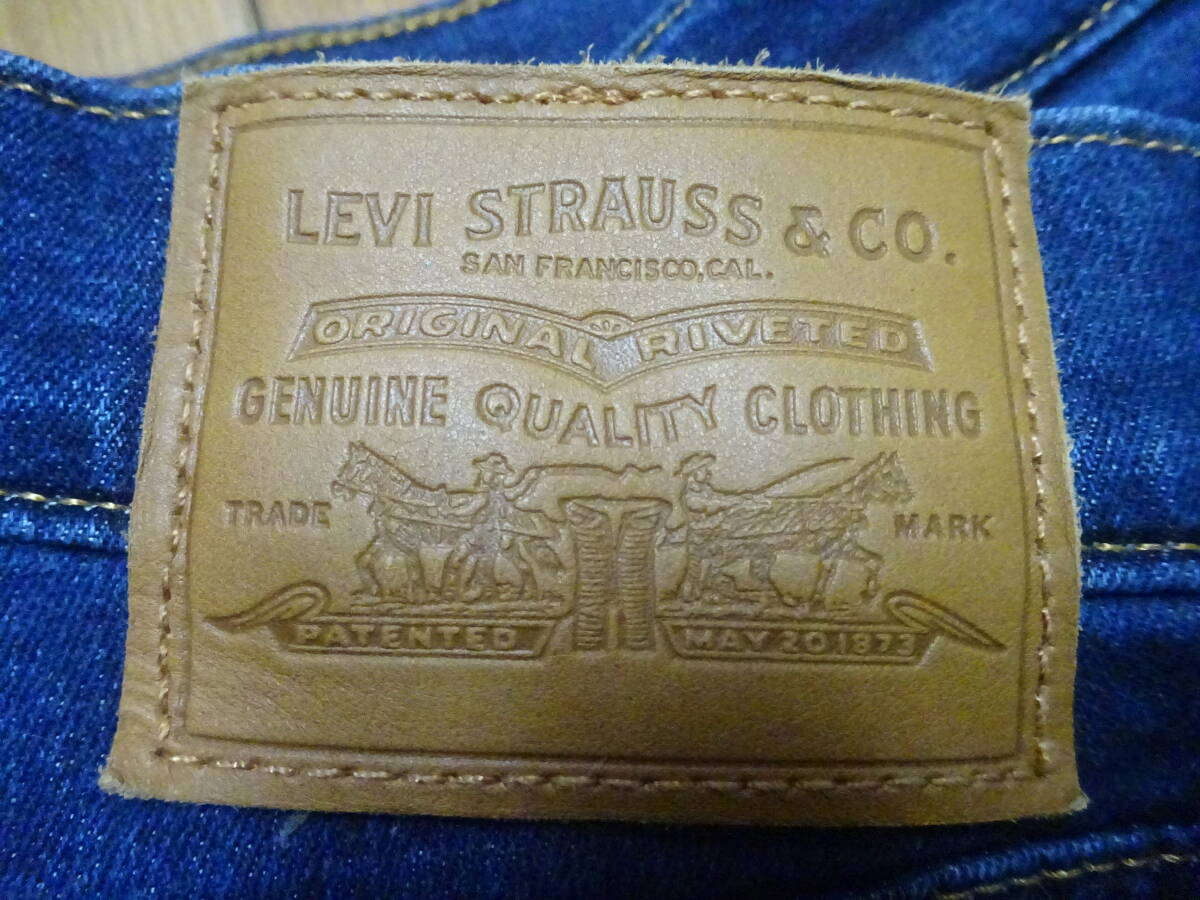 LEVI STRAUSS & CO.
SAN FRANCISCO, CAL.
ORIGINAL RIVETED
GENUINE QUALITY CLOTHING
TRADE MARK
PATENTED MAY 20 1873